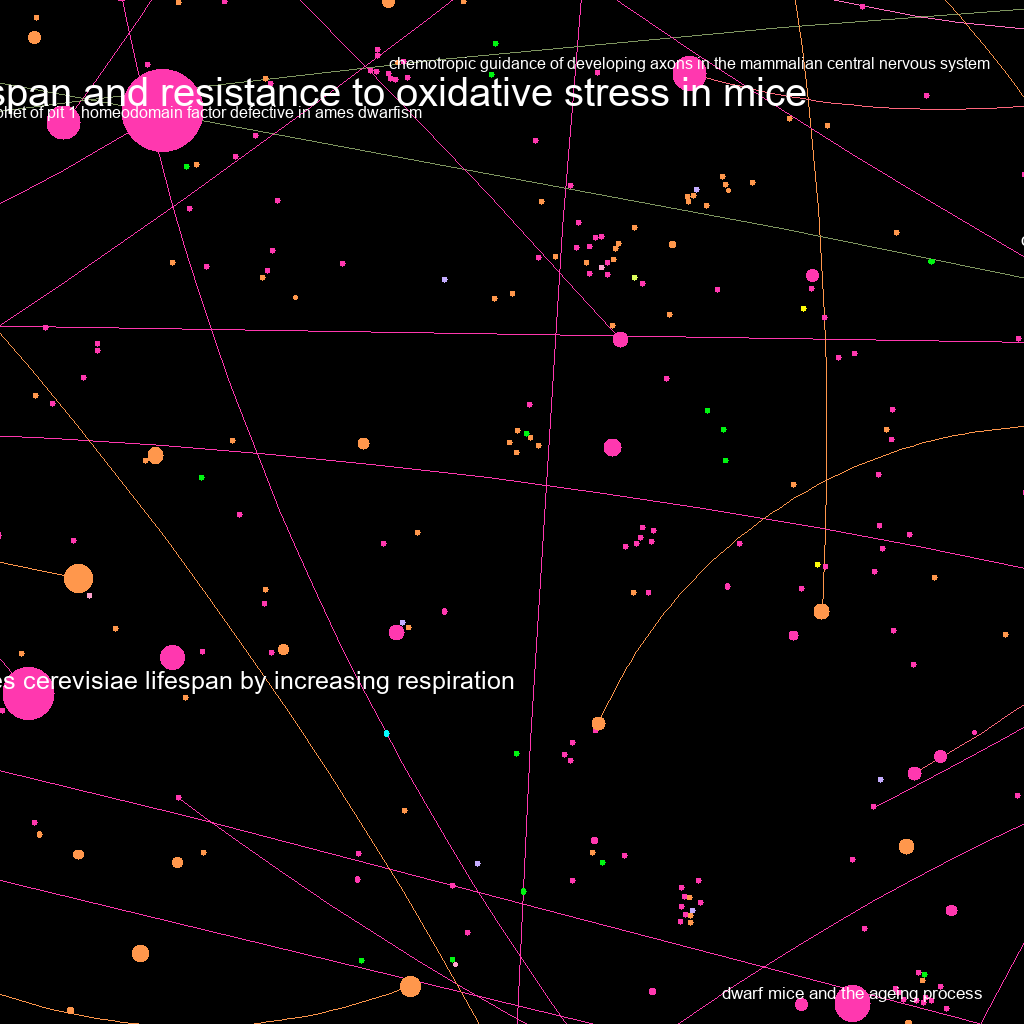 chemotropic guidance of developing axons in the mammalian central nervous system
span and resistance to oxidative stress in mice
of pit 1 homeodomain factor defective in ames dwarfism
cerevisiae lifespan by increasing respiration
dwarf mice and the ageing process